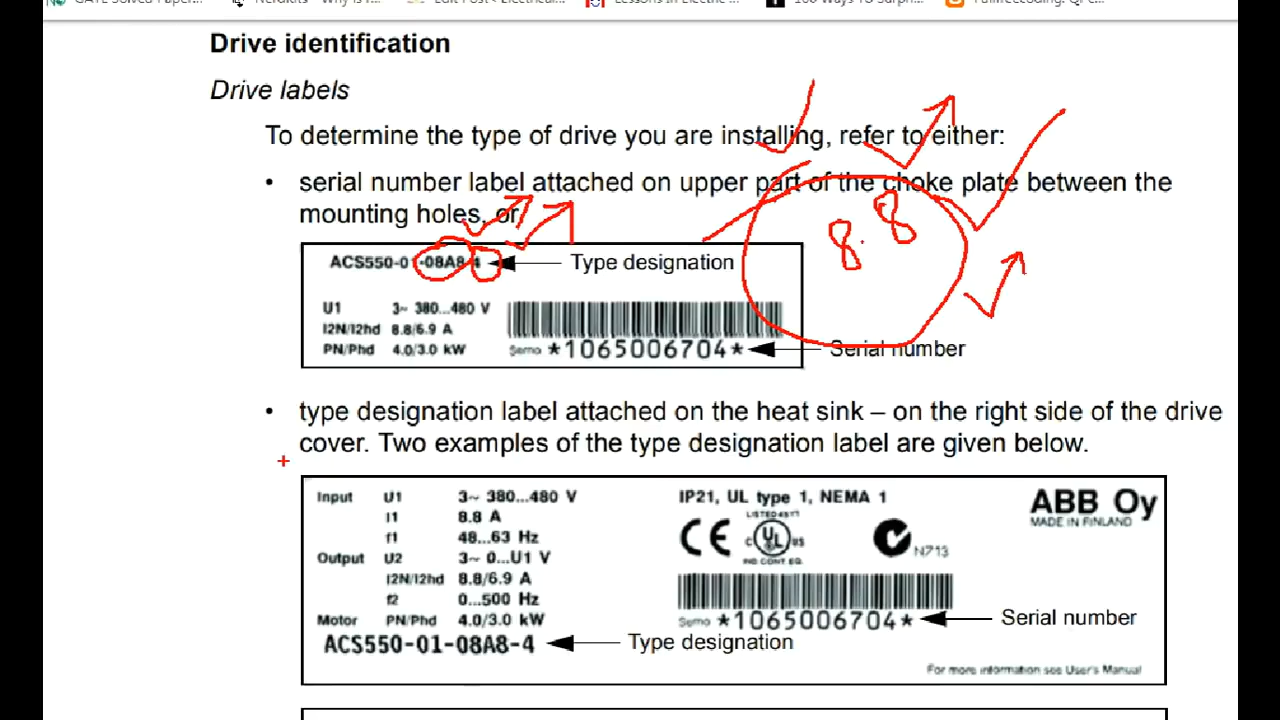 Drive identification
Drive labels
To determine the type of drive you are installing, refer to either:
• serial number label attached on upper part of the choke plate between the
mounting holes, or
8.8
ACS550-01-08A8-4 Type designation
U1 3~ 380...480 V
I2N/I2hd 8.8/6.9 A
PN/Phd 4.0/3.0 kW
*1065006704* Serial number
• type designation label attached on the heat sink – on the right side of the drive
cover. Two examples of the type designation label are given below.
Input U1 3~ 380...480 V IP21, UL type 1, NEMA 1 ABB Oy
MADE IN FINLAND
I1 8.8 A
f1 48...63 Hz
CE C UL US N713
Output U2 3~ 0...U1 V
I2N/I2hd 8.8/6.9 A
f2 0...500 Hz
Motor PN/Phd 4.0/3.0 kW *1065006704* Serial number
ACS550-01-08A8-4 Type designation
For more information see User's Manual